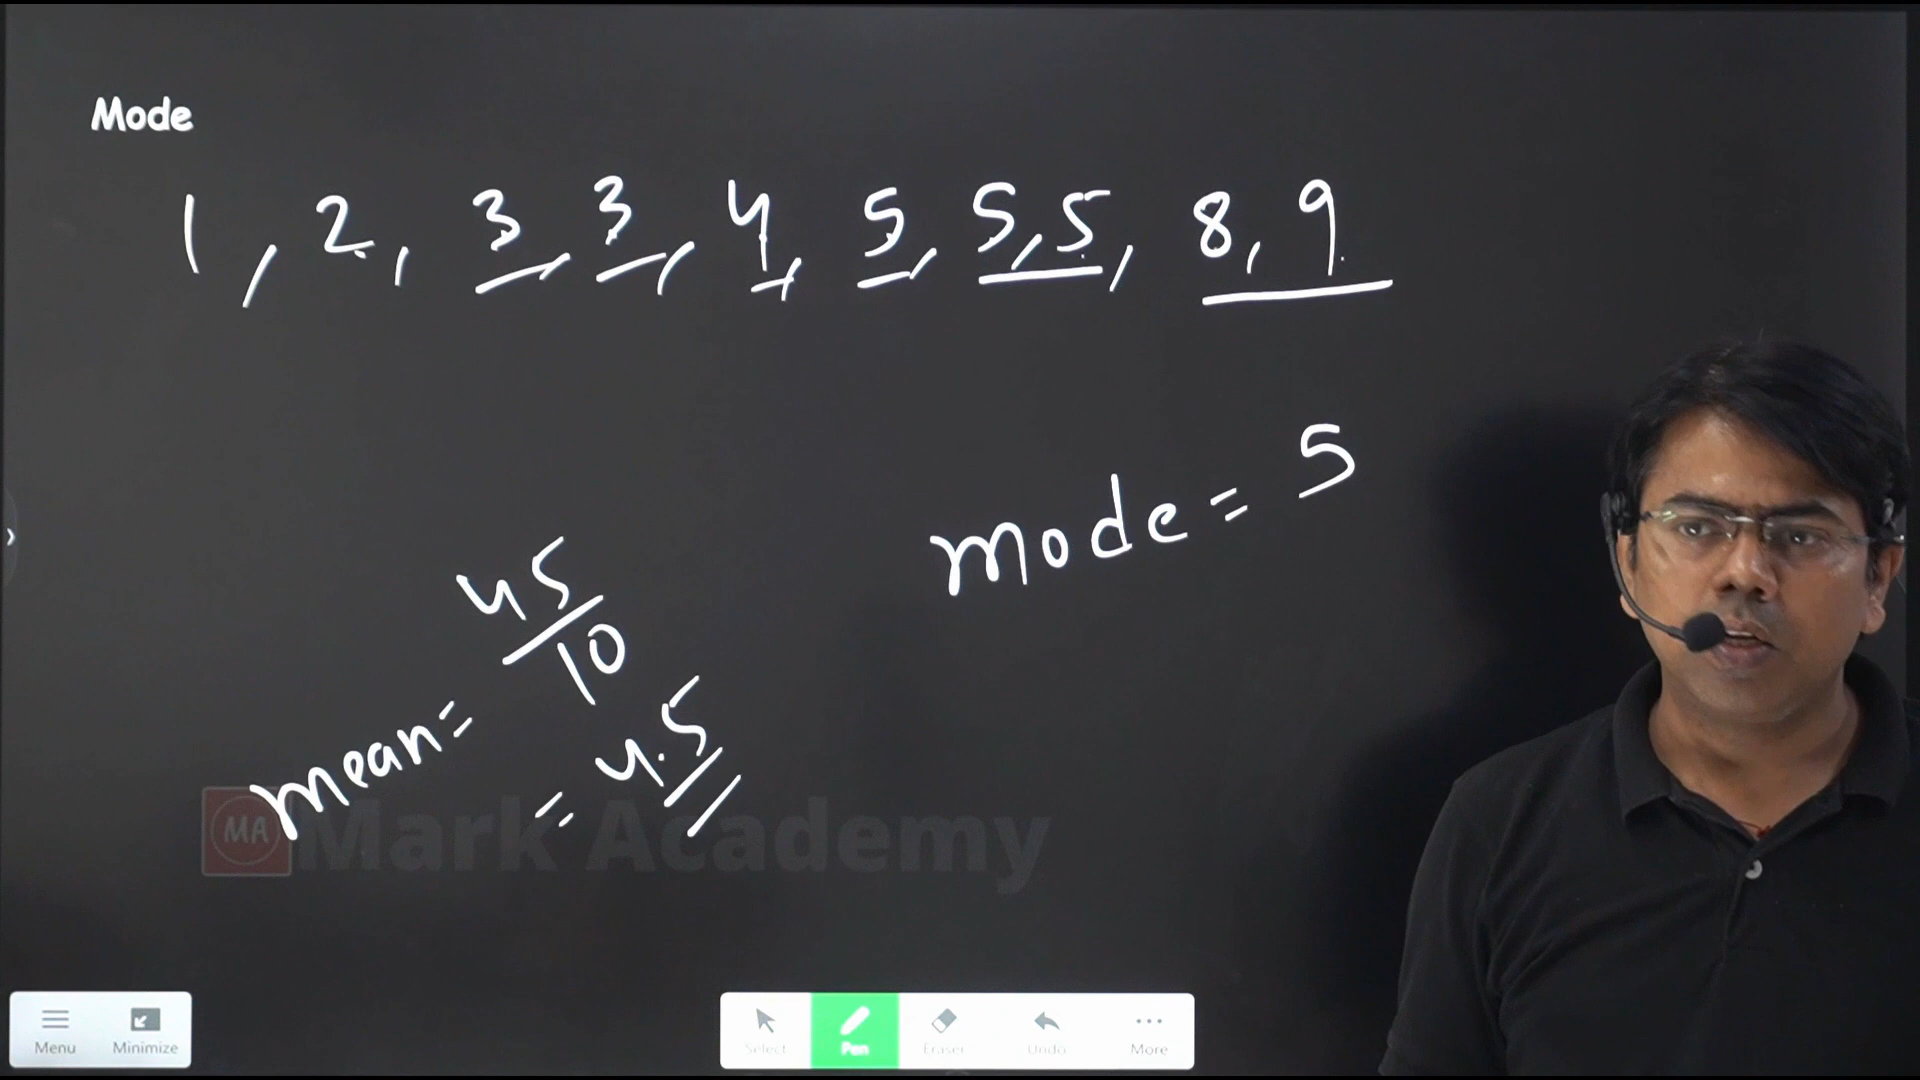 Mode
1, 2, 3, 3, 4, 5, 5, 5, 8, 9
mode = 5
mean = 45/10
= 4.5
MA Mark Academy
Menu
Minimize
Select
Pen
Eraser
Undo
More